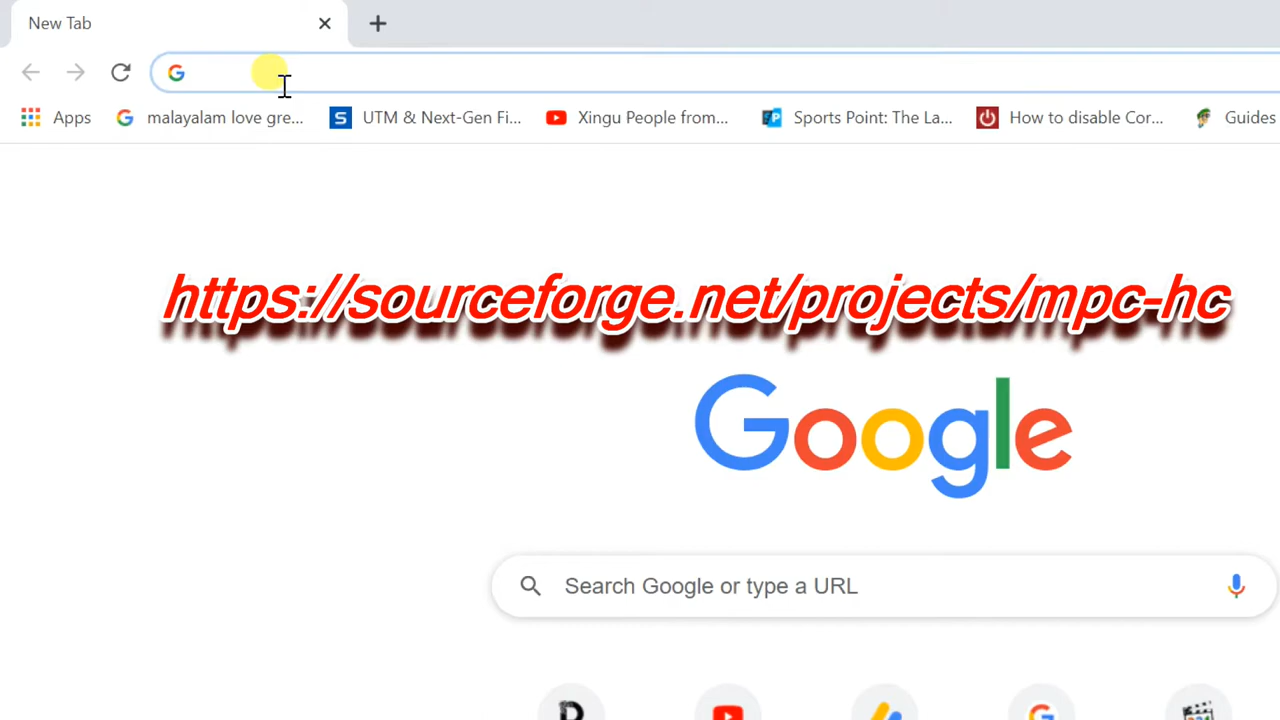 New Tab
Apps malayalam love gre... UTM & Next-Gen Fi... Xingu People from... Sports Point: The La... How to disable Cor... Guides
https://sourceforge.net/projects/mpc-hc
Google
Search Google or type a URL